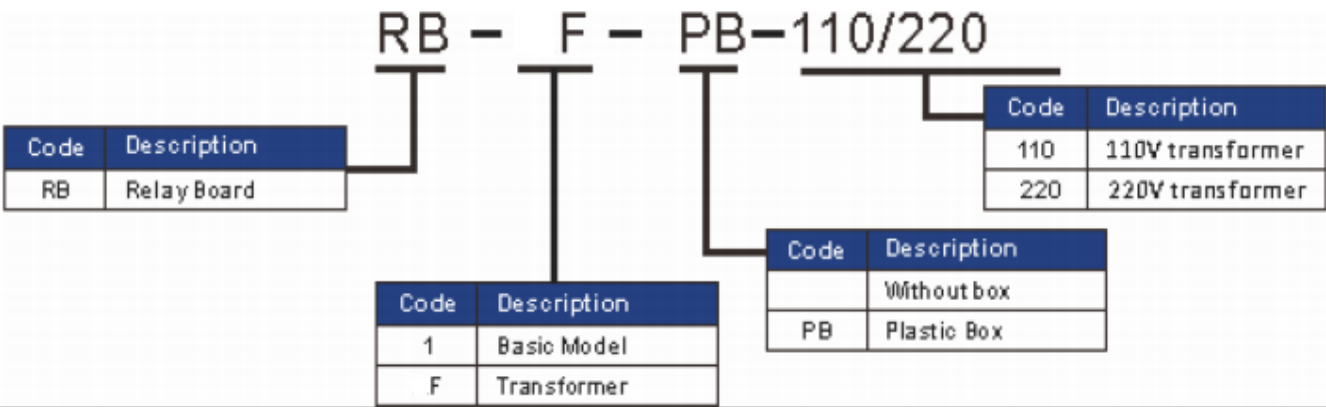 RB - F - PB-110/220
Code Description
110 110V transformer
220 220V transformer
Code Description
RB Relay Board
Code Description
Without box
PB Plastic Box
Code Description
1 Basic Model
F Transformer